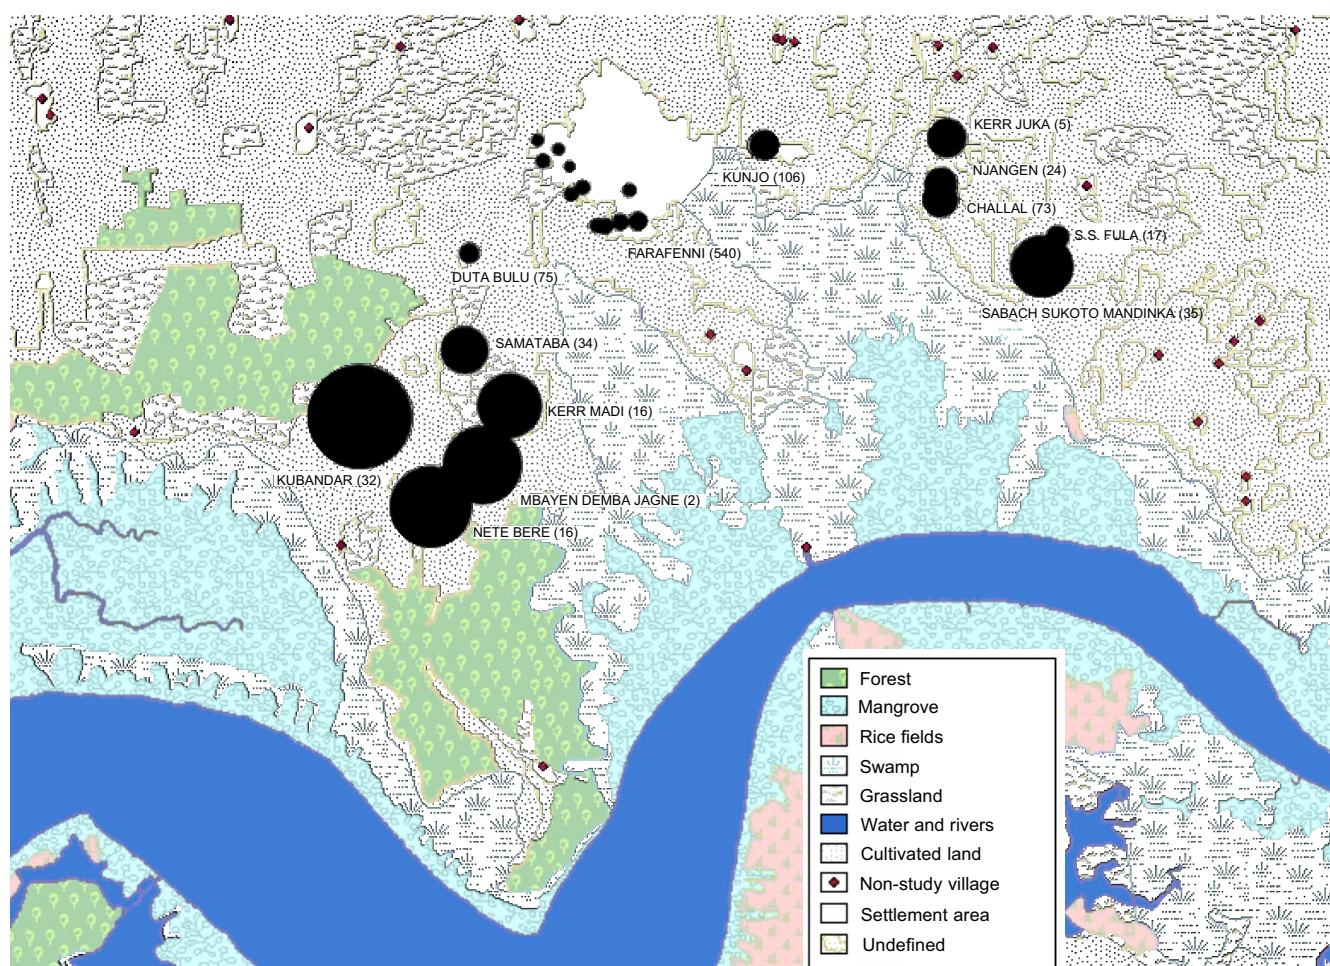 KERR JUKA (5)
NJANGEN (24)
KUNJO (106)
CHALLAL (73)
S.S. FULA (17)
FARAFENNI (540)
DUTA BULU (75)
SABACH SUKOTO MANDINKA (35)
SAMATABA (34)
KERR MADI (16)
KUBANDAR (32)
MBAYEN DEMBA JAGNE (2)
NETE BERE (16)
Forest
Mangrove
Rice fields
Swamp
Grassland
Water and rivers
Cultivated land
Non-study village
Settlement area
Undefined